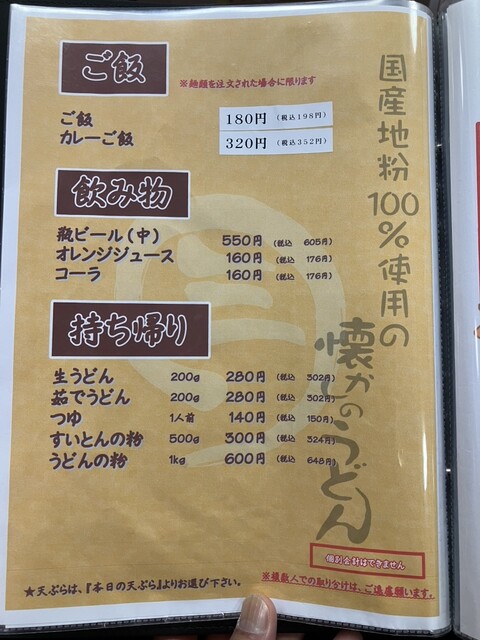 ご飯
※麺類を注文された場合に限ります
ご飯 180円 (税込198円)
カレーご飯 320円 (税込352円)
飲み物
瓶ビール(中) 550円 (税込 605円)
オレンジジュース 160円 (税込 176円)
コーラ 160円 (税込 176円)
持ち帰り
生うどん 200g 280円 (税込 302円)
茹でうどん 200g 280円 (税込 302円)
つゆ 1人前 140円 (税込 150円)
すいとんの粉 500g 300円 (税込 324円)
うどんの粉 1kg 600円 (税込 648円)
国産地粉100%使用の
懐かしのうどん
個別会計はできません
★天ぷらは、『本日の天ぷら』よりお選び下さい。
※複数人での取り分けは、ご遠慮願います。